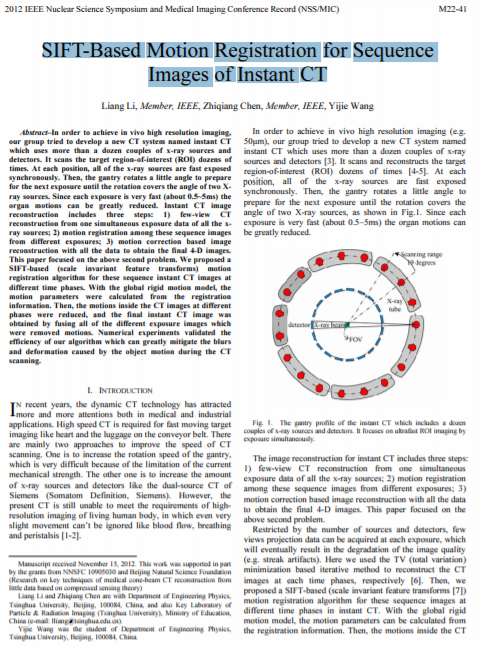 2012 IEEE Nuclear Science Symposium and Medical Imaging Conference Record (NSS/MIC)
M22-41
SIFT-Based Motion Registration for Sequence
Images of Instant CT
Liang Li, Member, IEEE, Zhiqiang Chen, Member, IEEE, Yijie Wang
Abstract–In order to achieve in vivo high resolution imaging,
our group tried to develop a new CT system named instant CT
which uses more than a dozen couples of x-ray sources and
detectors. It scans the target region-of-interest (ROI) dozens of
times. At each position, all of the x-ray sources are fast exposed
synchronously. Then, the gantry rotates a little angle to prepare
for the next exposure until the rotation covers the angle of two X-
ray sources. Since each exposure is very fast (about 0.5~5ms) the
organ motions can be greatly reduced. Instant CT image
reconstruction includes three steps: 1) few-view CT
reconstruction from one simultaneous exposure data of all the x-
ray sources; 2) motion registration among these sequence images
from different exposures; 3) motion correction based image
reconstruction with all the data to obtain the final 4-D images.
This paper focused on the above second problem. We proposed a
SIFT-based (scale invariant feature transforms) motion
registration algorithm for these sequence instant CT images at
different time phases. With the global rigid motion model, the
motion parameters were calculated from the registration
information. Then, the motions inside the CT images at different
phases were reduced, and the final instant CT image was
obtained by fusing all of the different exposure images which
were removed motions. Numerical experiments validated the
efficiency of our algorithm which can greatly mitigate the blurs
and deformation caused by the object motion during the CT
scanning.
I. INTRODUCTION
IN recent years, the dynamic CT technology has attracted
more and more attentions both in medical and industrial
applications. High speed CT is required for fast moving target
imaging like heart and the luggage on the conveyor belt. There
are mainly two approaches to improve the speed of CT
scanning. One is to increase the rotation speed of the gantry,
which is very difficult because of the limitation of the current
mechanical strength. The other one is to increase the amount
of x-ray sources and detectors like the dual-source CT of
Siemens (Somatom Definition, Siemens). However, the
present CT is still unable to meet the requirements of high-
resolution imaging of living human body, in which even very
slight movement can't be ignored like blood flow, breathing
and peristalsis [1-2].
Manuscript received November 15, 2012. This work was support in part
by the grants from NNSFC 10905030 and Beijing Natural Science Foundation
(Research on key techniques of medical cone-beam CT reconstruction from
little data based on compressed sensing theory)
Liang Li and Zhiqiang Chen are with Department of Engineering Physics,
Tsinghua University, Beijing, 100084, China, and also Key Laboratory of
Particle & Radiation Imaging (Tsinghua University), Ministry of Education,
China (e-mail: lliang@tsinghua.edu.cn).
Yijie Wang was the student of Department of Engineering Physics,
Tsinghua University, Beijing, 100084, China.
In order to achieve in vivo high resolution imaging (e.g.
50μm), our group tried to develop a new CT system named
instant CT which uses more than a dozen couples of x-ray
sources and detectors [3]. It scans and reconstructs the target
region-of-interest (ROI) dozens of times [4-5]. At each
position, all of the x-ray sources are fast exposed
synchronously. Then, the gantry rotates a little angle to
prepare for the next exposure until the rotation covers the
angle of two X-ray sources, as shown in Fig.1. Since each
exposure is very fast (about 0.5~5ms)~the organ motions can
be greatly reduced.
Scanning range
19 degrees
X-ray
tube
detector
X-ray beam
FOV
Fig. 1. The gantry profile of the instant CT which includes a dozen
couples of x-ray sources and detectors. It focuses on ultrafast ROI imaging by
exposure simultaneously.
The image reconstruction for instant CT includes three steps:
1) few-view CT reconstruction from one simultaneous
exposure data of all the x-ray sources; 2) motion registration
among these sequence images from different exposures; 3)
motion correction based image reconstruction with all the data
to obtain the final 4-D images. This paper focused on the
above second problem.
Restricted by the number of sources and detectors, few
views projection data can be acquired at each exposure, which
will eventually result in the degradation of the image quality
(e.g. streak artifacts). Here we used the TV (total variation)
minimization based iterative method to reconstruct the CT
images at each time phases, respectively [6]. Then, we
proposed a SIFT-based (scale invariant feature transforms [7])
motion registration algorithm for these sequence images at
different time phases in instant CT. With the global rigid
motion model, the motion parameters can be calculated from
the registration information. Then, the motions inside the CT